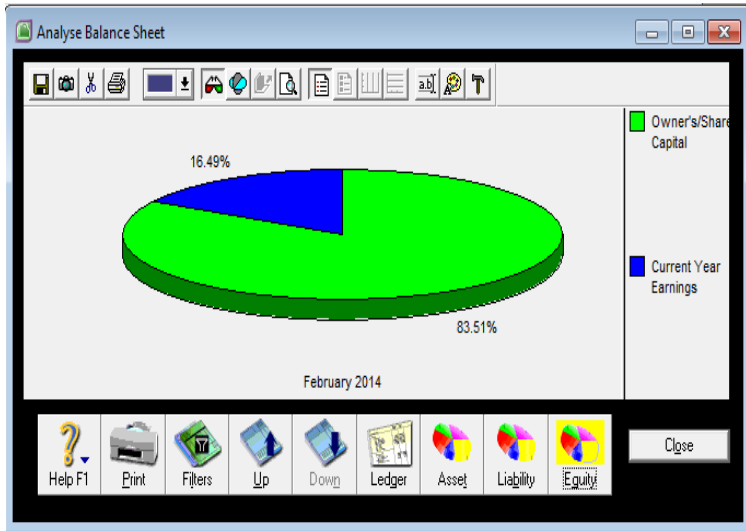 Analyse Balance Sheet
a.b
16.49%
83.51%
February 2014
Owner's/Share
Capital
Current Year
Earnings
Help F1
Print
Filters
Up
Down
Ledger
Asset
Liability
Equity
Close